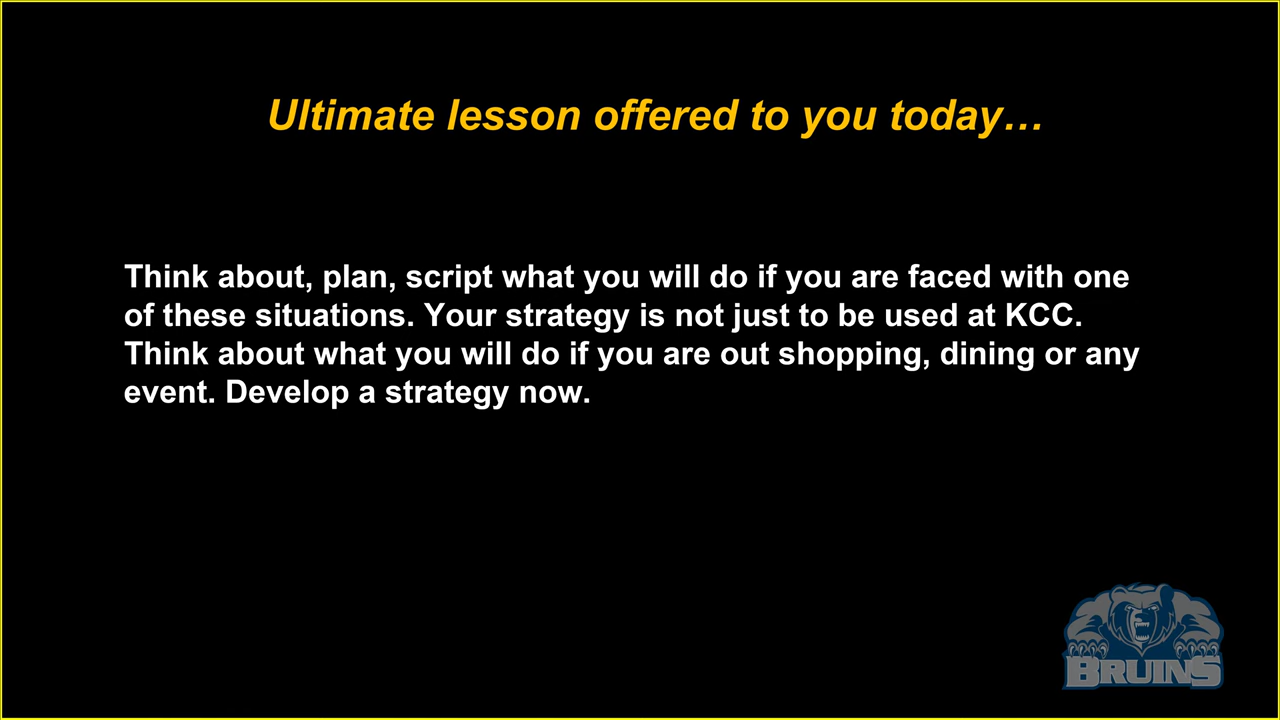 Ultimate lesson offered to you today…
Think about, plan, script what you will do if you are faced with one
of these situations. Your strategy is not just to be used at KCC.
Think about what you will do if you are out shopping, dining or any
event. Develop a strategy now.
BRUINS